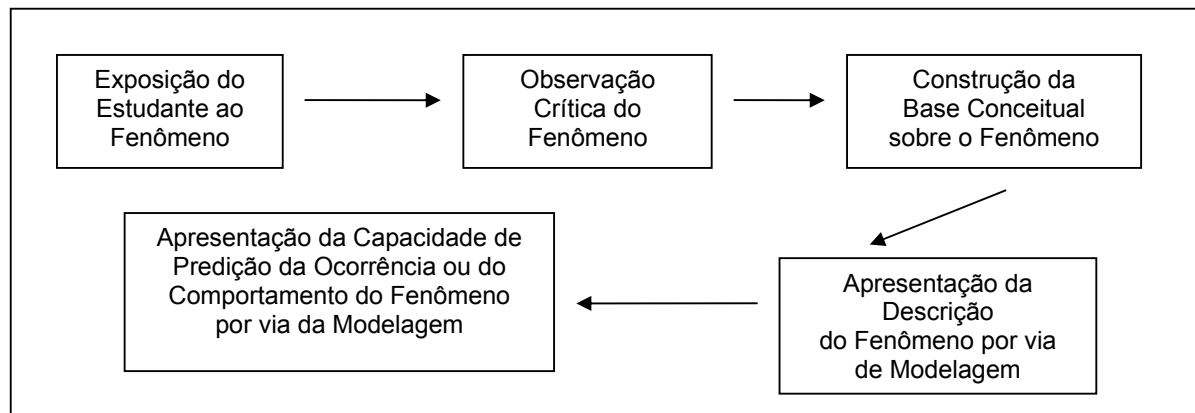 Exposição do
Estudante ao
Fenômeno
Observação
Crítica do
Fenômeno
Construção da
Base Conceitual
sobre o Fenômeno
Apresentação da
Descrição
do Fenômeno por via
de Modelagem
Apresentação da Capacidade de
Predição da Ocorrência ou do
Comportamento do Fenômeno
por via da Modelagem